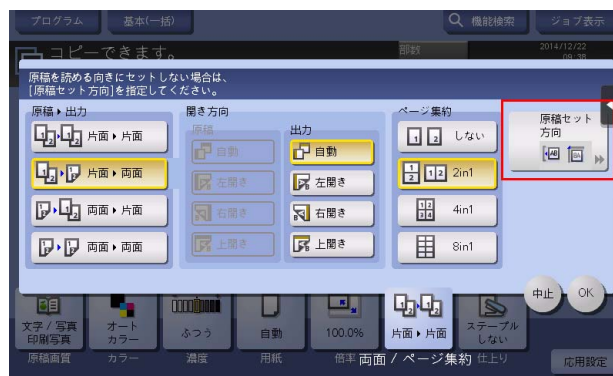 プログラム
基本(一括)
機能検索
ジョブ表示
コピーできます。
部数
2014/12/22
09:38
原稿を読める向きにセットしない場合は、
[原稿セット方向]を指定してください。
原稿 ▶ 出力
開き方向
ページ集約
原稿
出力
原稿セット
方向
片面 ▶ 片面
自動
自動
しない
片面 ▶ 両面
左開き
左開き
2in1
両面 ▶ 片面
右開き
右開き
4in1
両面 ▶ 両面
上開き
上開き
8in1
中止
OK
文字 / 写真
印刷写真
オート
カラー
ふつう
自動
100.0%
片面 ▶ 片面
ステープル
しない
原稿画質
カラー
濃度
用紙
倍率
両面 / ページ集約
仕上り
応用設定